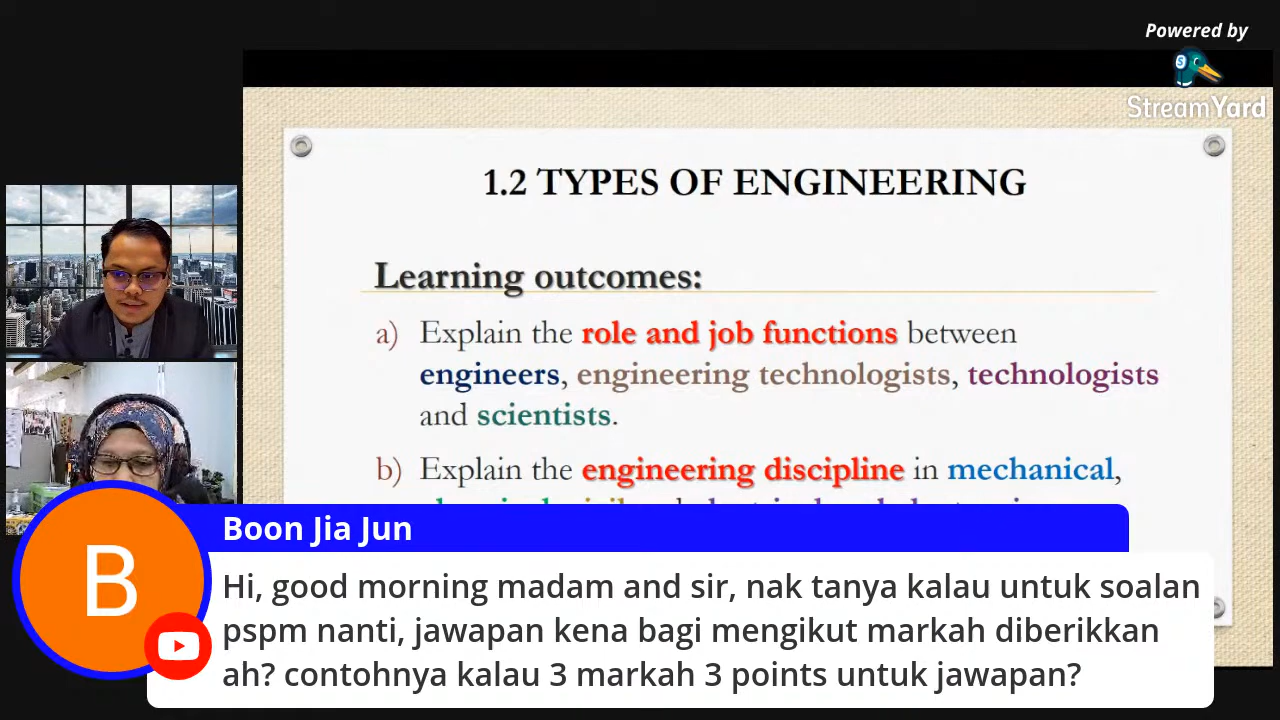 Powered by
StreamYard
1.2 TYPES OF ENGINEERING
Learning outcomes:
a) Explain the role and job functions between
engineers, engineering technologists, technologists
and scientists.
b) Explain the engineering discipline in mechanical,
B
Boon Jia Jun
Hi, good morning madam and sir, nak tanya kalau untuk soalan
pspm nanti, jawapan kena bagi mengikut markah diberikkan
ah? contohnya kalau 3 markah 3 points untuk jawapan?